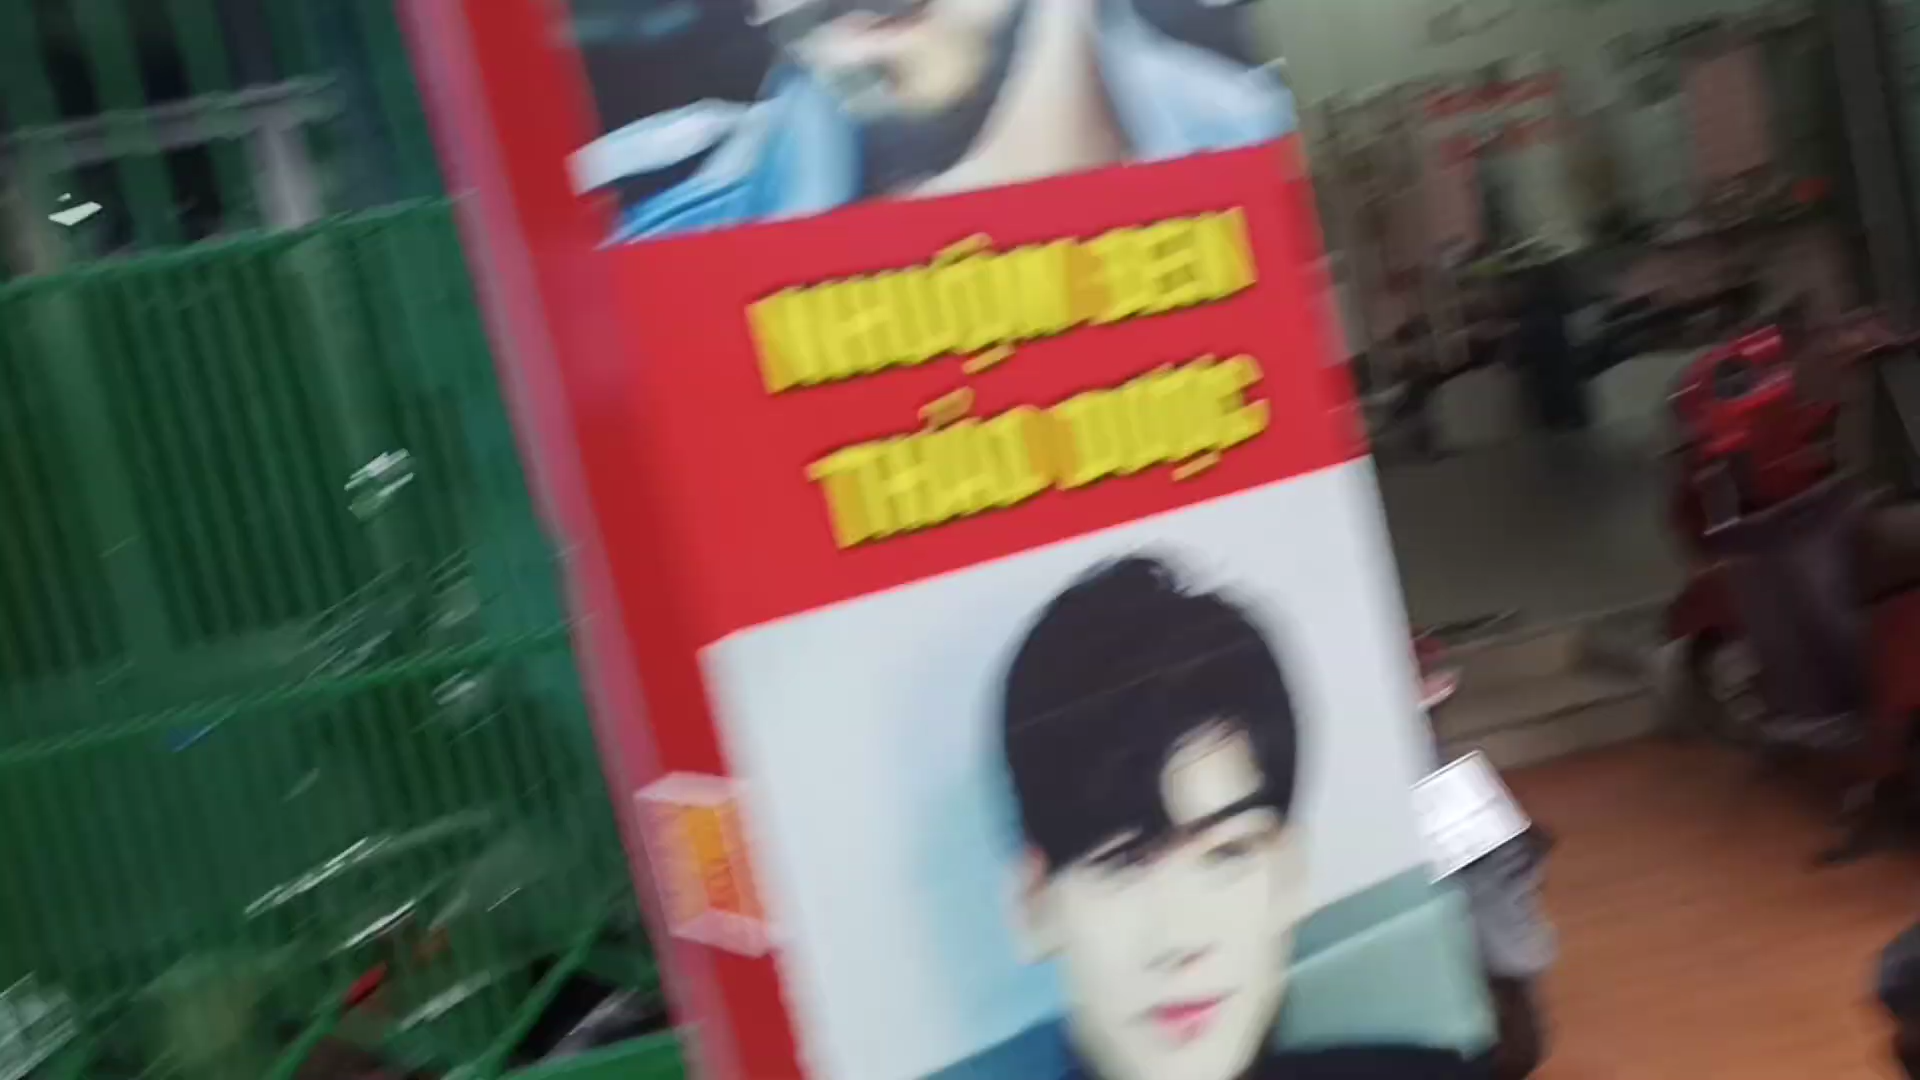 NHUỘM ĐEN
THẢO DƯỢC